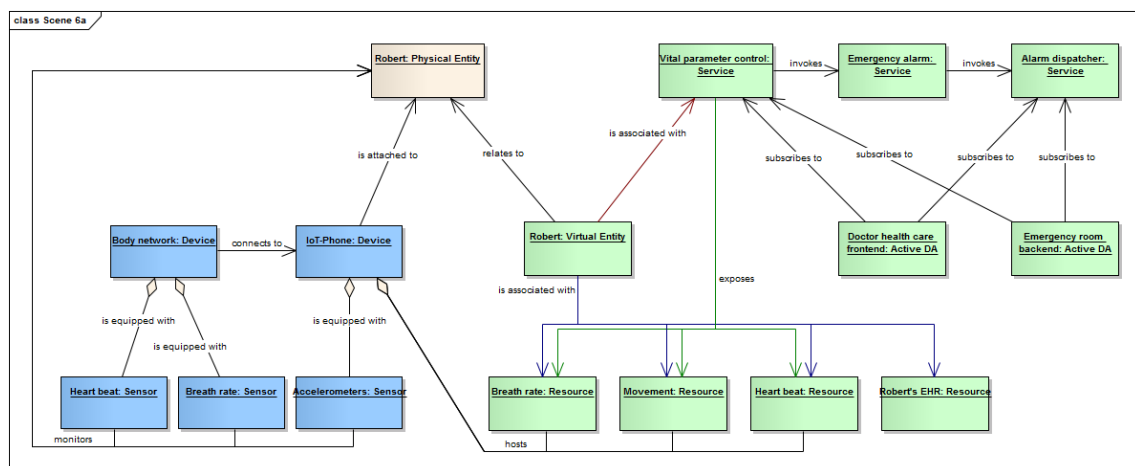 class Scene 6a
Robert: Physical Entity
Vital parameter control:
Service
invokes
Emergency alarm:
Service
invokes
Alarm dispatcher:
Service
is associated with
is attached to
relates to
subscribes to
subscribes to
subscribes to
Body network: Device
connects to
IoT-Phone: Device
Robert: Virtual Entity
Doctor health care
frontend: Active DA
Emergency room
backend: Active DA
is associated with
exposes
is equipped with
is equipped with
is equipped with
Heart beat: Sensor
Breath rate: Sensor
Accelerometers: Sensor
Breath rate: Resource
Movement: Resource
Heart beat: Resource
Robert's EHR: Resource
monitors
hosts